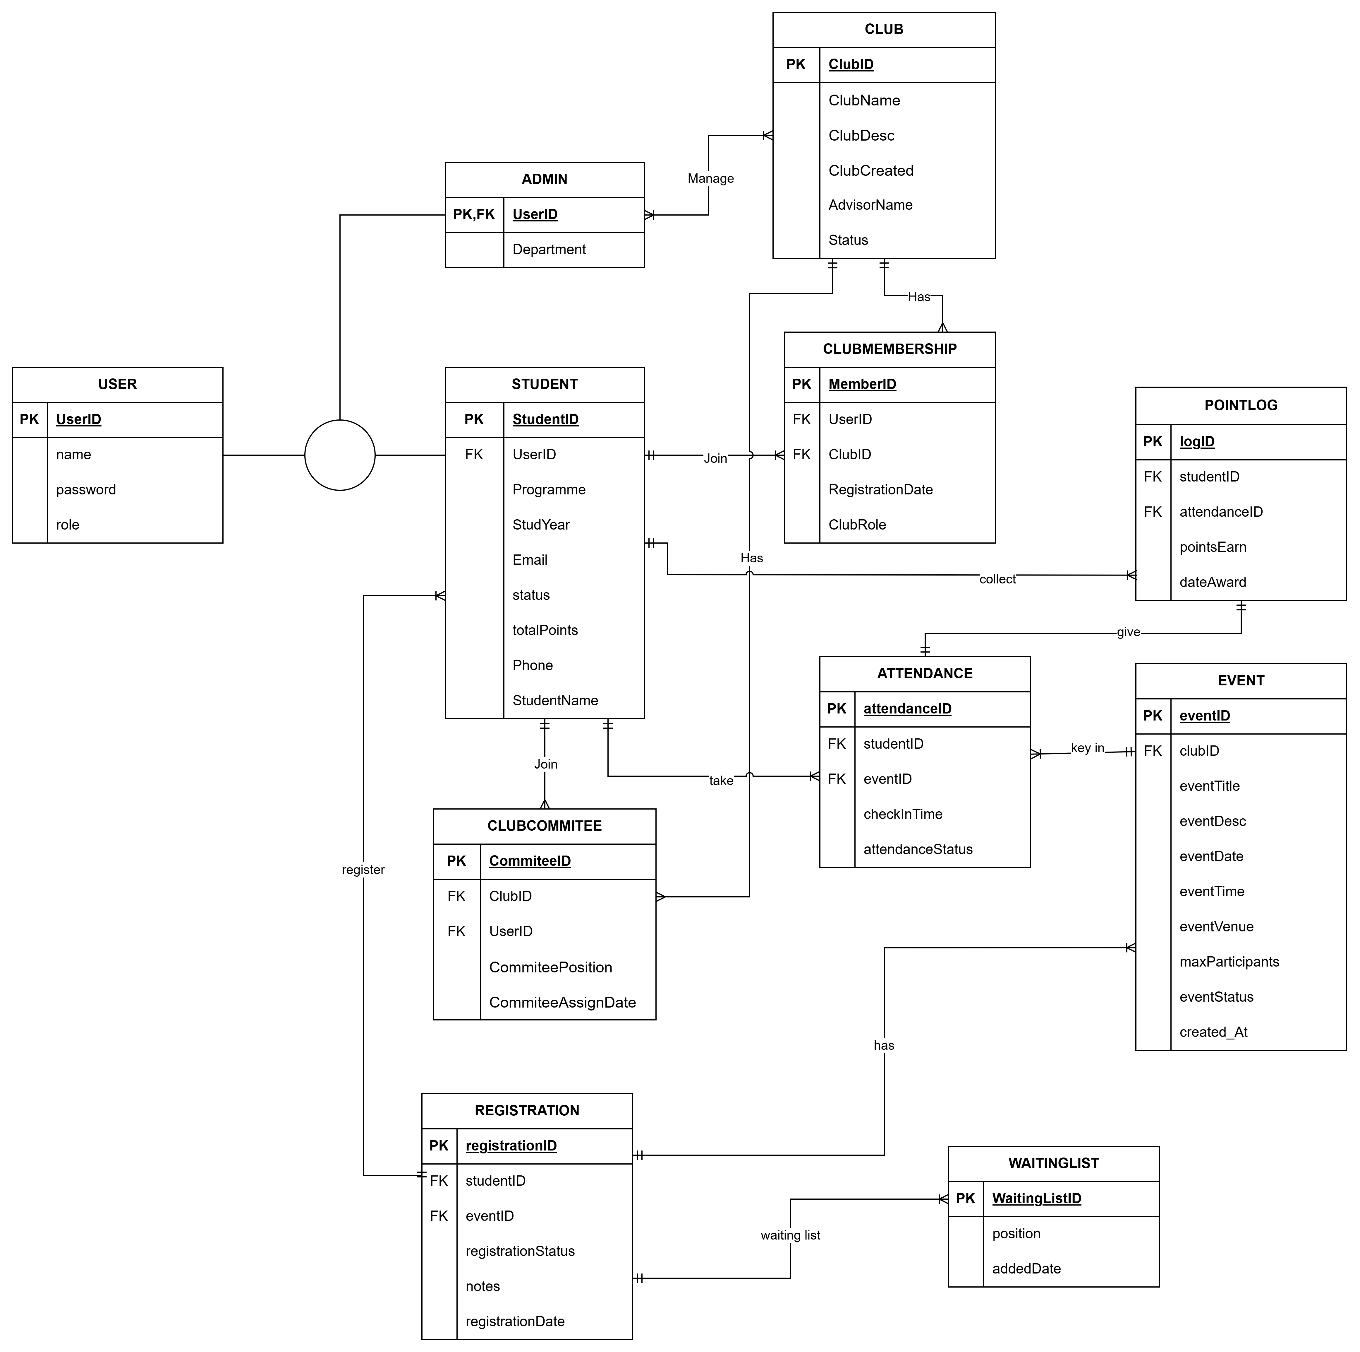 CLUB
PK ClubID
ClubName
ClubDesc
ClubCreated
AdvisorName
Status
Manage
ADMIN
PK,FK UserID
Department
Has
CLUBMEMBERSHIP
PK MemberID
FK UserID
FK ClubID
RegistrationDate
ClubRole
USER
PK UserID
name
password
role
STUDENT
PK StudentID
FK UserID
Programme
StudYear
Email
status
totalPoints
Phone
StudentName
Join
Has
collect
POINTLOG
PK logID
FK studentID
FK attendanceID
pointsEarn
dateAward
give
ATTENDANCE
PK attendanceID
FK studentID
FK eventID
checkInTime
attendanceStatus
key in
EVENT
PK eventID
FK clubID
eventTitle
eventDesc
eventDate
eventTime
eventVenue
maxParticipants
eventStatus
created_At
Join
take
CLUBCOMMITEE
PK CommiteeID
FK ClubID
FK UserID
CommiteePosition
CommiteeAssignDate
register
has
REGISTRATION
PK registrationID
FK studentID
FK eventID
registrationStatus
notes
registrationDate
waiting list
WAITINGLIST
PK WaitingListID
position
addedDate